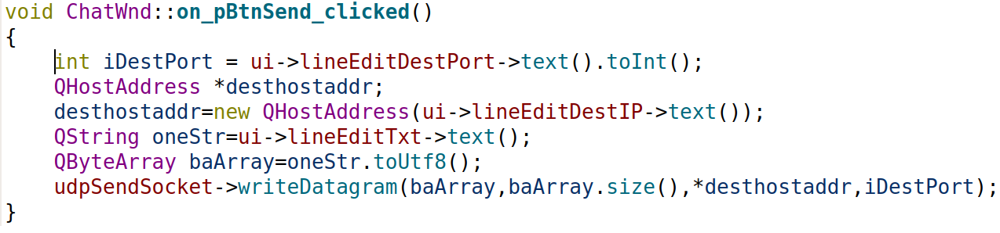 void ChatWnd::on_pBtnSend_clicked()
{
    int iDestPort = ui->lineEditDestPort->text().toInt();
    QHostAddress *desthostaddr;
    desthostaddr=new QHostAddress(ui->lineEditDestIP->text());
    QString oneStr=ui->lineEditTxt->text();
    QByteArray baArray=oneStr.toUtf8();
    udpSendSocket->writeDatagram(baArray,baArray.size(),*desthostaddr,iDestPort);
}